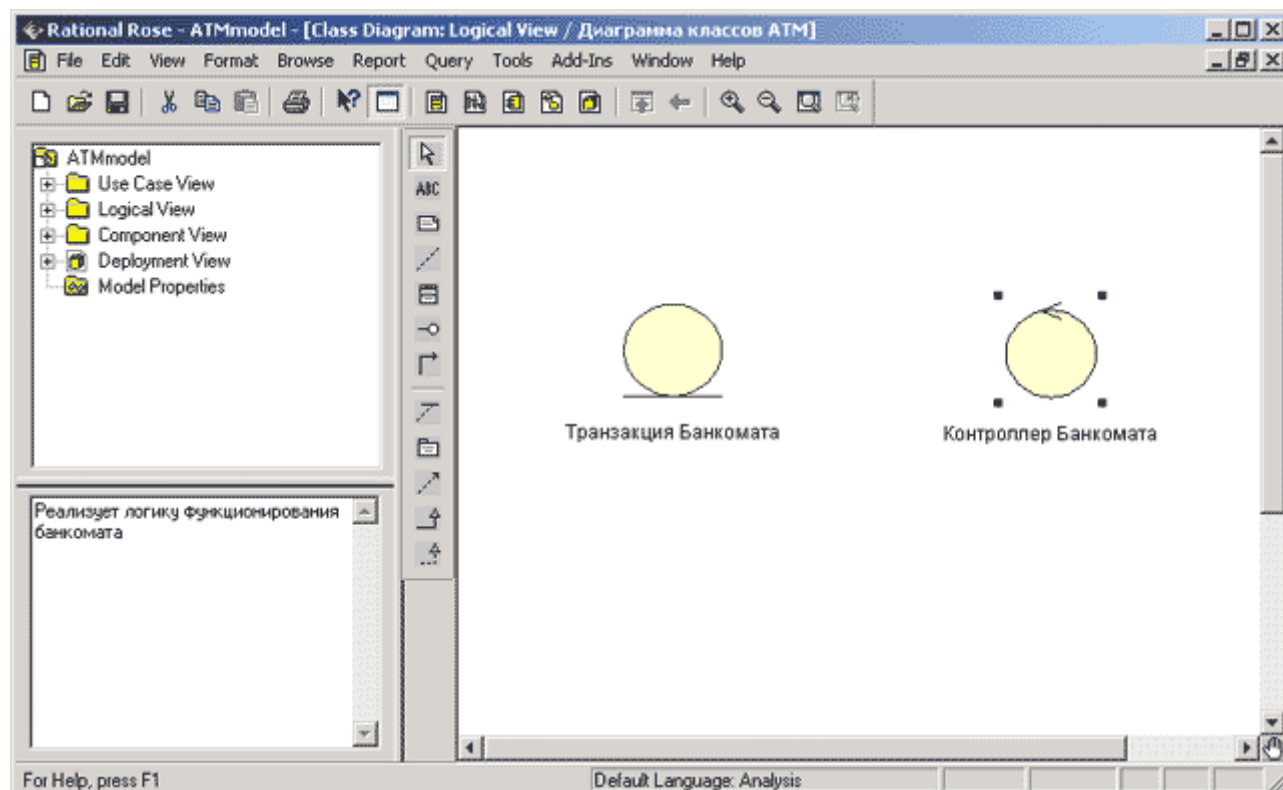 Rational Rose - ATMmodel - [Class Diagram: Logical View / Диаграмма классов ATM]
File Edit View Format Browse Report Query Tools Add-Ins Window Help
ATMmodel
Use Case View
Logical View
Component View
Deployment View
Model Properties
ABC
Транзакция Банкомата
Контроллер Банкомата
Реализует логику функционирования
банкомата
For Help, press F1
Default Language: Analysis